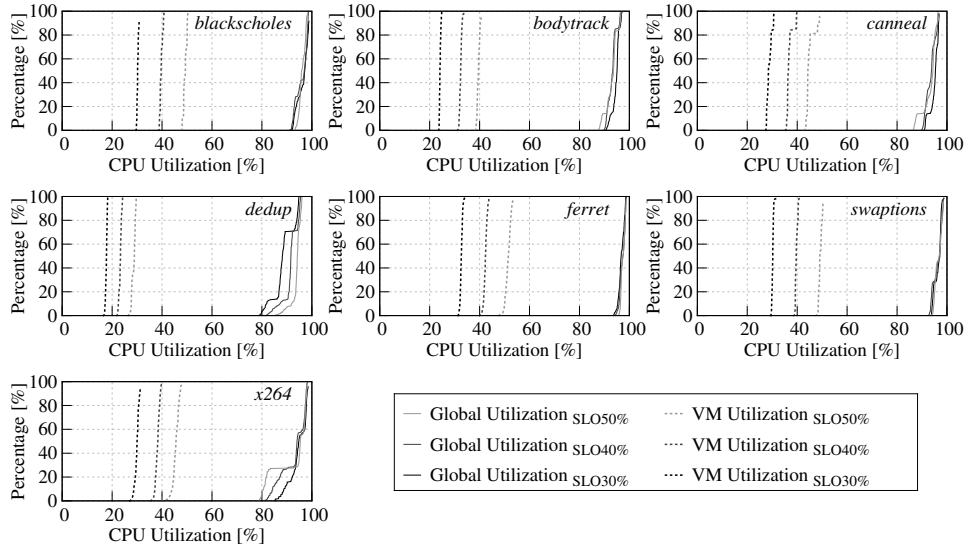 blackscholes
Percentage [%]
100
80
60
40
20
0
0 20 40 60 80 100
CPU Utilization [%]
bodytrack
Percentage [%]
100
80
60
40
20
0
0 20 40 60 80 100
CPU Utilization [%]
canneal
Percentage [%]
100
80
60
40
20
0
0 20 40 60 80 100
CPU Utilization [%]
dedup
Percentage [%]
100
80
60
40
20
0
0 20 40 60 80 100
CPU Utilization [%]
ferret
Percentage [%]
100
80
60
40
20
0
0 20 40 60 80 100
CPU Utilization [%]
swaptions
Percentage [%]
100
80
60
40
20
0
0 20 40 60 80 100
CPU Utilization [%]
x264
Percentage [%]
100
80
60
40
20
0
0 20 40 60 80 100
CPU Utilization [%]
Global Utilization SLO50%
Global Utilization SLO40%
Global Utilization SLO30%
VM Utilization SLO50%
VM Utilization SLO40%
VM Utilization SLO30%